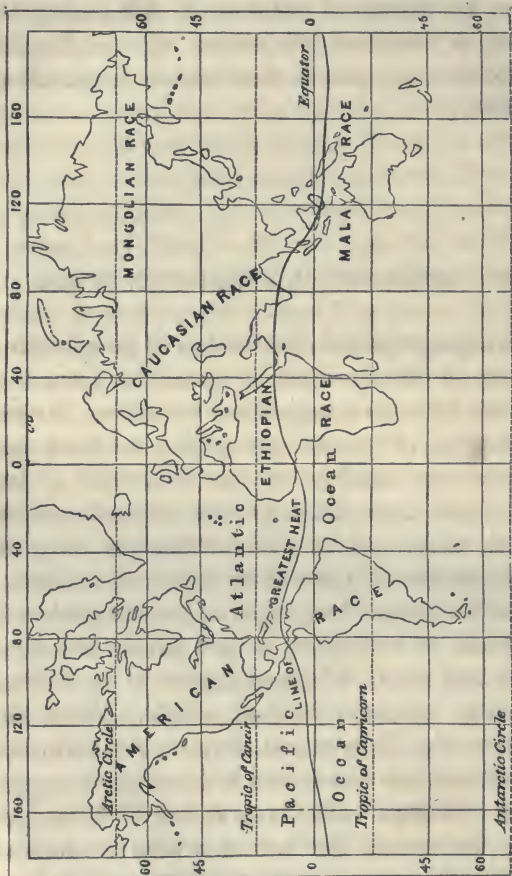 160 120 80 40 0 40 80 120 160
60
60
Arctic Circle
MONGOLIAN RACE
AMERICAN
CAUCASIAN RACE
45
45
Atlantic
Tropic of Cancer
ETHIOPIAN
Pacific
LINE OF GREATEST HEAT
Equator
0
0
Ocean
RACE
RACE
MALAY RACE
Ocean
Tropic of Capricorn
45
45
60
Antarctic Circle